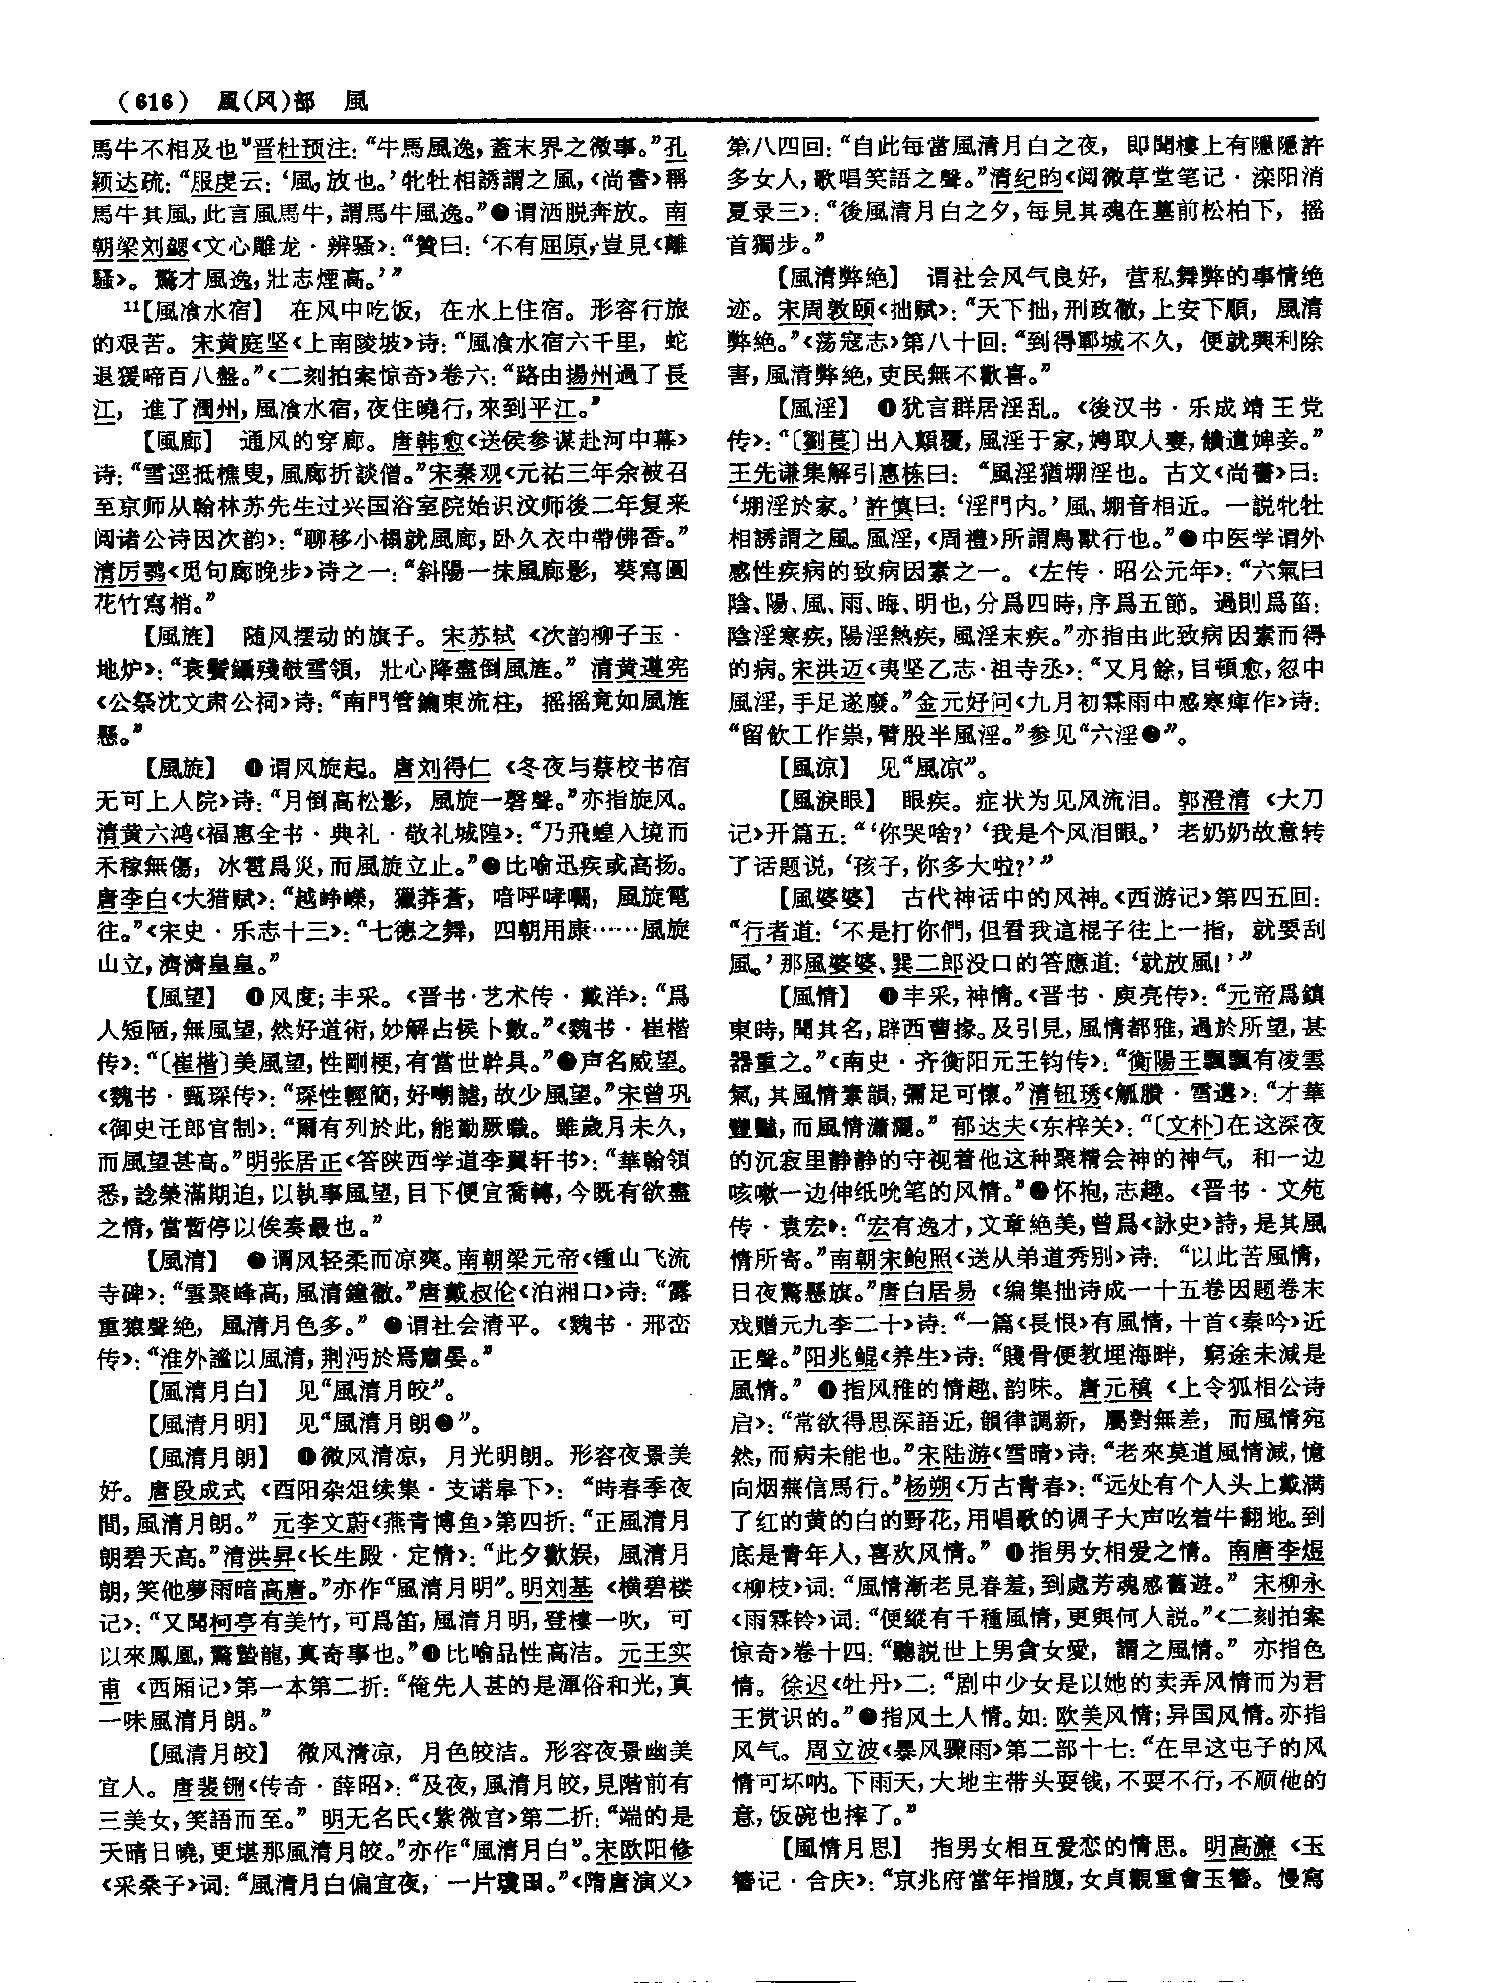 （616） 風(风)部 風
馬牛不相及也”晋杜预注：“牛馬風逸，蓋末界之微事。”孔
颖达疏：“服虔云：‘風，放也。’牝牡相誘謂之風，《尚書》稱
馬牛其風，此言風馬牛，謂馬牛風逸。”❷谓洒脱奔放。南
朝梁刘勰《文心雕龙·辨骚》：“贊曰：‘不有屈原，豈見《離
騷》。驚才風逸，壯志煙高。’”
¹¹【風飡水宿】 在风中吃饭，在水上住宿。形容行旅
的艰苦。宋黄庭坚《上南陵坡》诗：“風飡水宿六千里，蛇
退猨啼百八盤。”《二刻拍案惊奇》卷六：“路由揚州過了長
江，進了潤州，風飡水宿，夜住曉行，來到平江。”
【風廊】 通风的穿廊。唐韩愈《送侯参谋赴河中幕》
诗：“雪逕抵樵叟，風廊折談僧。”宋秦观《元祐三年余被召
至京师从翰林苏先生过兴国浴室院始识汶师後二年复来
阅诸公诗因次韵》：“聊移小榻就風廊，卧久衣中帶佛香。”
清厉鹗《觅句廊晚步》诗之一：“斜陽一抹風廊影，葵寫圓
花竹寫梢。”
【風旌】 随风摆动的旗子。宋苏轼《次韵柳子玉·
地炉》：“衰鬢鑷殘欹雪領，壯心降盡倒風旌。”清黄遵宪
《公祭沈文肃公祠》诗：“南門管鑰東流柱，摇摇竟如風旌
懸。”
【風旋】 ❶谓风旋起。唐刘得仁《冬夜与蔡校书宿
无可上人院》诗：“月倒高松影，風旋一磬聲。”亦指旋风。
清黄六鸿《福惠全书·典礼·敬礼城隍》：“乃飛蝗入境而
禾稼無傷，冰雹爲災，而風旋立止。”❷比喻迅疾或高扬。
唐李白《大猎赋》：“越崢嶸，獵莽蒼，喑呼哮嚙，風旋電
往。”《宋史·乐志十三》：“七德之舞，四朝用康……風旋
山立，濟濟皇皇。”
【風望】 ❶风度；丰采。《晋书·艺术传·戴洋》：“爲
人短陋，無風望，然好道術，妙解占侯卜數。”《魏书·崔楷
传》：“〔崔楷〕美風望，性剛梗，有當世幹具。”❷声名威望。
《魏书·甄琛传》：“琛性輕簡，好嘲謔，故少風望。”宋曾巩
《御史迁郎官制》：“爾有列於此，能勤厥職。雖歲月未久，
而風望甚高。”明张居正《答陕西学道李翼轩书》：“華翰領
悉，諗榮滿期迫，以執事風望，目下便宜喬轉，今既有欲盡
之情，當暫停以俟奏最也。”
【風清】 ❶谓风轻柔而凉爽。南朝梁元帝《锺山飞流
寺碑》：“雲聚峰高，風清鐘徹。”唐戴叔伦《泊湘口》诗：“露
重猿聲絶，風清月色多。” ❷谓社会清平。《魏书·邢峦
传》：“淮外謐以風清，荆沔於焉肅晏。”
【風清月白】 见“風清月皎”。
【風清月明】 见“風清月朗❶”。
【風清月朗】 ❶微风清凉，月光明朗。形容夜景美
好。唐段成式《酉阳杂俎续集·支诺皋下》：“時春季夜
間，風清月朗。” 元李文蔚《燕青博鱼》第四折：“正風清月
朗碧天高。”清洪昇《长生殿·定情》：“此夕歡娱，風清月
朗，笑他夢雨暗高唐。”亦作“風清月明”。明刘基《横碧楼
记》：“又聞柯亭有美竹，可爲笛，風清月明，登樓一吹，可
以來鳳凰，驚蟄龍，真奇事也。”❷比喻品性高洁。元王实
甫《西厢记》第一本第二折：“俺先人甚的是渾俗和光，真
一味風清月朗。”
【風清月皎】 微风清凉，月色皎洁。形容夜景幽美
宜人。唐裴铏《传奇·薛昭》：“及夜，風清月皎，見階前有
三美女，笑語而至。” 明无名氏《紫微宫》第二折：“端的是
天晴日曉，更堪那風清月皎。”亦作“風清月白”。宋欧阳修
《采桑子》词：“風清月白偏宜夜，一片瓊田。”《隋唐演义》
第八四回：“自此每當風清月白之夜，即聞樓上有隱隱許
多女人，歌唱笑語之聲。”清纪昀《阅微草堂笔记·滦阳消
夏录三》：“後風清月白之夕，每見其魂在墓前松柏下，摇
首獨步。”
【風清弊絶】 谓社会风气良好，营私舞弊的事情绝
迹。宋周敦颐《拙赋》：“天下拙，刑政徹，上安下順，風清
弊絶。”《荡寇志》第八十回：“到得鄆城不久，便就興利除
害，風清弊絶，吏民無不歡喜。”
【風淫】 ❶犹言群居淫乱。《後汉书·乐成靖王党
传》：“〔劉萇〕出入顛覆，風淫于家，娉取人妻，饋遺婢妾。”
王先谦集解引惠栋曰：“風淫猶堋淫也。古文《尚書》曰：
‘堋淫於家。’許慎曰：‘淫門内。’風、堋音相近。一説牝牡
相誘謂之風。風淫，《周禮》所謂鳥獸行也。”❷中医学谓外
感性疾病的致病因素之一。《左传·昭公元年》：“六氣曰
陰、陽、風、雨、晦、明也，分爲四時，序爲五節。過則爲菑：
陰淫寒疾，陽淫熱疾，風淫末疾。”亦指由此致病因素而得
的病。宋洪迈《夷坚乙志·祖寺丞》：“又月餘，目頓愈，忽中
風淫，手足遂廢。”金元好问《九月初霖雨中感寒痺作》诗：
“留飲工作祟，臂股半風淫。”参见“六淫❶”。
【風涼】 见“風凉”。
【風淚眼】 眼疾。症状为见风流泪。郭澄清《大刀
记》开篇五：“‘你哭啥？’‘我是个风泪眼。’老奶奶故意转
了话题说，‘孩子，你多大啦？’”
【風婆婆】 古代神话中的风神。《西游记》第四五回：
“行者道：‘不是打你們，但看我這棍子往上一指，就要刮
風。’那風婆婆、巽二郎没口的答應道：‘就放風！’”
【風情】 ❶丰采，神情。《晋书·庾亮传》：“元帝爲鎮
東時，聞其名，辟西曹掾。及引見，風情都雅，過於所望，甚
器重之。”《南史·齐衡阳元王钧传》：“衡陽王飄飄有凌雲
氣，其風情素韻，彌足可懷。”清钮琇《觚賸·雪遘》：“才華
豐豔，而風情瀟灑。” 郁达夫《东梓关》：“〔文朴〕在这深夜
的沉寂里静静的守视着他这种聚精会神的神气，和一边
咳嗽一边伸纸吮笔的风情。”❷怀抱，志趣。《晋书·文苑
传·袁宏》：“宏有逸才，文章絶美，曾爲《詠史》詩，是其風
情所寄。”南朝宋鲍照《送从弟道秀别》诗：“以此苦風情，
日夜驚懸旗。”唐白居易《编集拙诗成一十五卷因题卷末
戏赠元九李二十》诗：“一篇《長恨》有風情，十首《秦吟》近
正聲。”阳兆鲲《养生》诗：“賤骨便教埋海畔，窮途未減是
風情。” ❸指风雅的情趣、韵味。唐元稹《上令狐相公诗
启》：“常欲得思深語近，韻律調新，屬對無差，而風情宛
然，而病未能也。”宋陆游《雪晴》诗：“老來莫道風情減，憶
向烟蕪信馬行。”杨朔《万古青春》：“远处有个人头上戴满
了红的黄的白的野花，用唱歌的调子大声吆着牛翻地。到
底是青年人，喜欢风情。” ❹指男女相爱之情。南唐李煜
《柳枝》词：“風情漸老見春羞，到處芳魂感舊遊。” 宋柳永
《雨霖铃》词：“便縱有千種風情，更與何人説。”《二刻拍案
惊奇》卷十四：“聽説世上男貪女愛，謂之風情。” 亦指色
情。徐迟《牡丹》二：“剧中少女是以她的卖弄风情而为君
王赏识的。”❺指风土人情。如：欧美风情；异国风情。亦指
风气。周立波《暴风骤雨》第二部十七：“在早这屯子的风
情可坏呐。下雨天，大地主带头耍钱，不耍不行，不顺他的
意，饭碗也摔了。”
【風情月思】 指男女相互爱恋的情思。明高濂《玉
簪记·合庆》：“京兆府當年指腹，女貞觀重會玉簪。慢寫